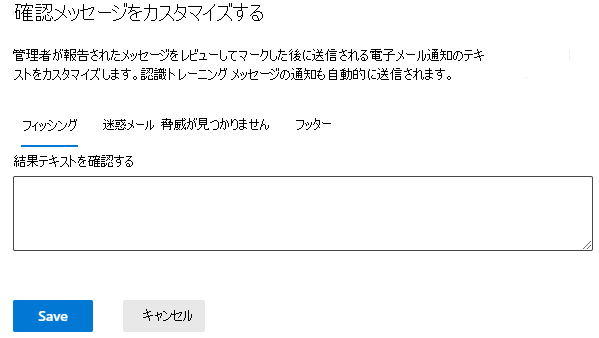 確認メッセージをカスタマイズする
管理者が報告されたメッセージをレビューしてマークした後に送信される電子メール通知のテキ
ストをカスタマイズします。認識トレーニング メッセージの通知も自動的に送信されます。
フィッシング 迷惑メール 脅威が見つかりません フッター
結果テキストを確認する
Save キャンセル